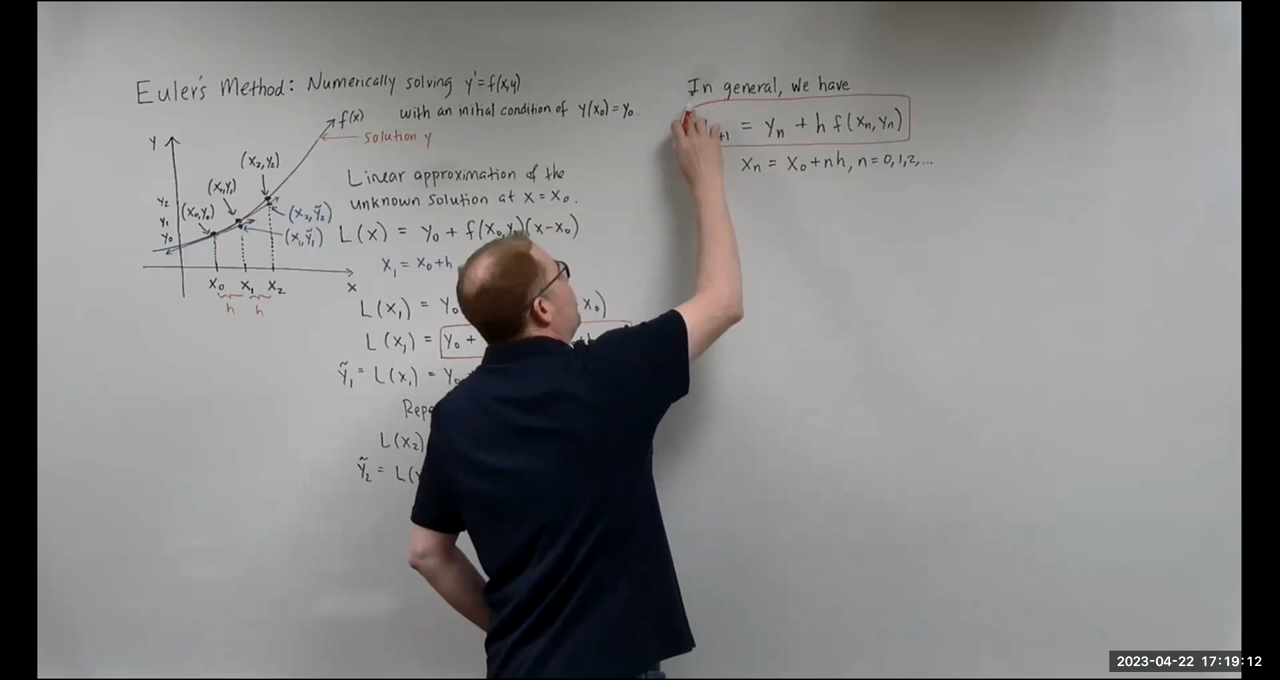 Euler's Method: Numerically solving y'=f(x,y)
with an initial condition of y(x₀)=y₀.
f(x)
solution y
y
(x₂,y₂)
(x₁,y₁)
(x₀,y₀)
y₂
y₁
y₀
(x₂,ỹ₂)
(x₁,ỹ₁)
x₀ x₁ x₂ x
h h
Linear approximation of the
unknown solution at x=x₀.
L(x) = y₀ + f(x₀,y₀)(x-x₀)
x₁ = x₀+h
L(x₁) = y₀ x₀)
L(x₁) = y₀ +
ỹ₁ = L(x₁) = y₀
L(x₂)
ỹ₂ =
In general, we have
+1 = yₙ + h f(xₙ,yₙ)
xₙ = x₀+nh, n=0,1,2,...
2023-04-22 17:19:12